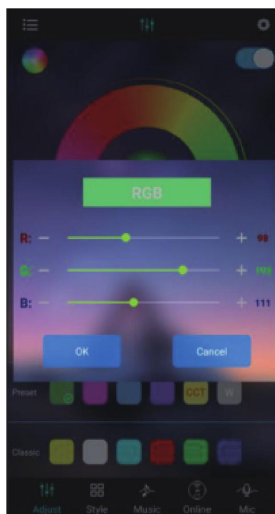 RGB
R: − +
G: − +
B: − + 111
OK Cancel
Preset CCT W
Classic
Adjust Style Music Online Mic